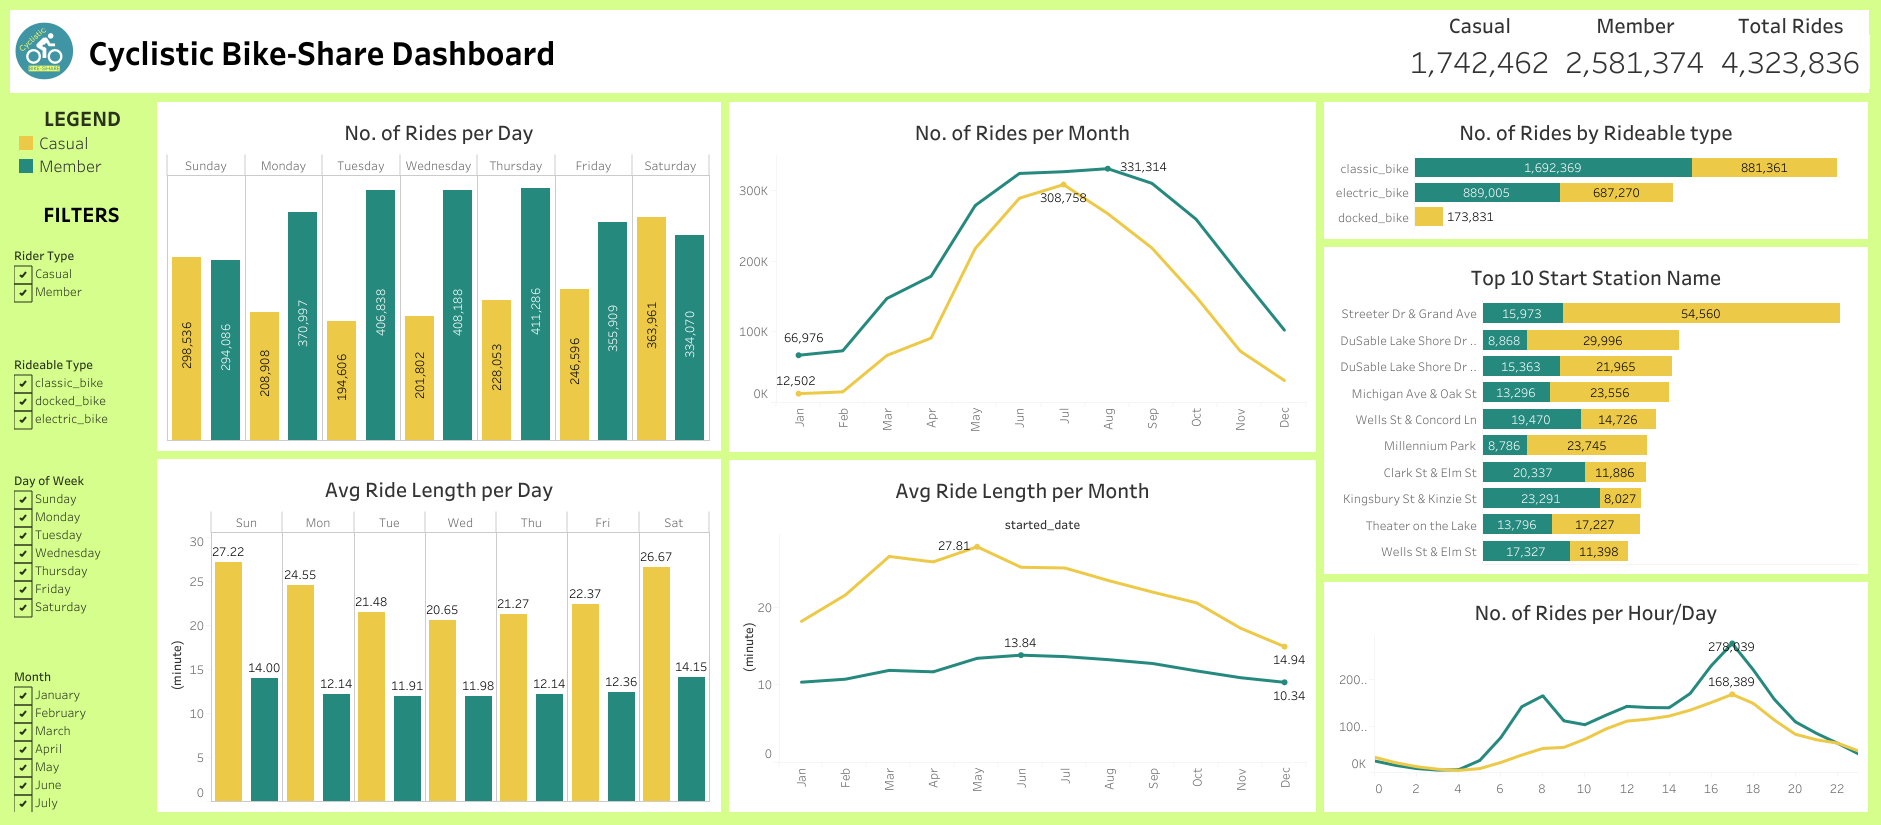 Cyclistic
BIKE-SHARE
Cyclistic Bike-Share Dashboard
Casual
Member
Total Rides
1,742,462
2,581,374
4,323,836
LEGEND
Casual
Member
FILTERS
Rider Type
Casual
Member
Rideable Type
classic_bike
docked_bike
electric_bike
Day of Week
Sunday
Monday
Tuesday
Wednesday
Thursday
Friday
Saturday
Month
January
February
March
April
May
June
July
No. of Rides per Day
Sunday
Monday
Tuesday
Wednesday
Thursday
Friday
Saturday
298,536
294,086
208,908
370,997
194,606
406,838
201,802
408,188
228,053
411,286
246,596
355,909
363,961
334,070
No. of Rides per Month
300K
200K
100K
0K
331,314
308,758
66,976
12,502
Jan
Feb
Mar
Apr
May
Jun
Jul
Aug
Sep
Oct
Nov
Dec
No. of Rides by Rideable type
classic_bike
1,692,369
881,361
electric_bike
889,005
687,270
docked_bike
173,831
Top 10 Start Station Name
Streeter Dr & Grand Ave
15,973
54,560
DuSable Lake Shore Dr ..
8,868
29,996
DuSable Lake Shore Dr ..
15,363
21,965
Michigan Ave & Oak St
13,296
23,556
Wells St & Concord Ln
19,470
14,726
Millennium Park
8,786
23,745
Clark St & Elm St
20,337
11,886
Kingsbury St & Kinzie St
23,291
8,027
Theater on the Lake
13,796
17,227
Wells St & Elm St
17,327
11,398
Avg Ride Length per Day
Sun
Mon
Tue
Wed
Thu
Fri
Sat
(minute)
30
25
20
15
10
5
0
27.22
14.00
24.55
12.14
21.48
11.91
20.65
11.98
21.27
12.14
22.37
12.36
26.67
14.15
Avg Ride Length per Month
started_date
(minute)
20
10
0
27.81
13.84
14.94
10.34
Jan
Feb
Mar
Apr
May
Jun
Jul
Aug
Sep
Oct
Nov
Dec
No. of Rides per Hour/Day
200..
100..
0K
278,039
168,389
0
2
4
6
8
10
12
14
16
18
20
22